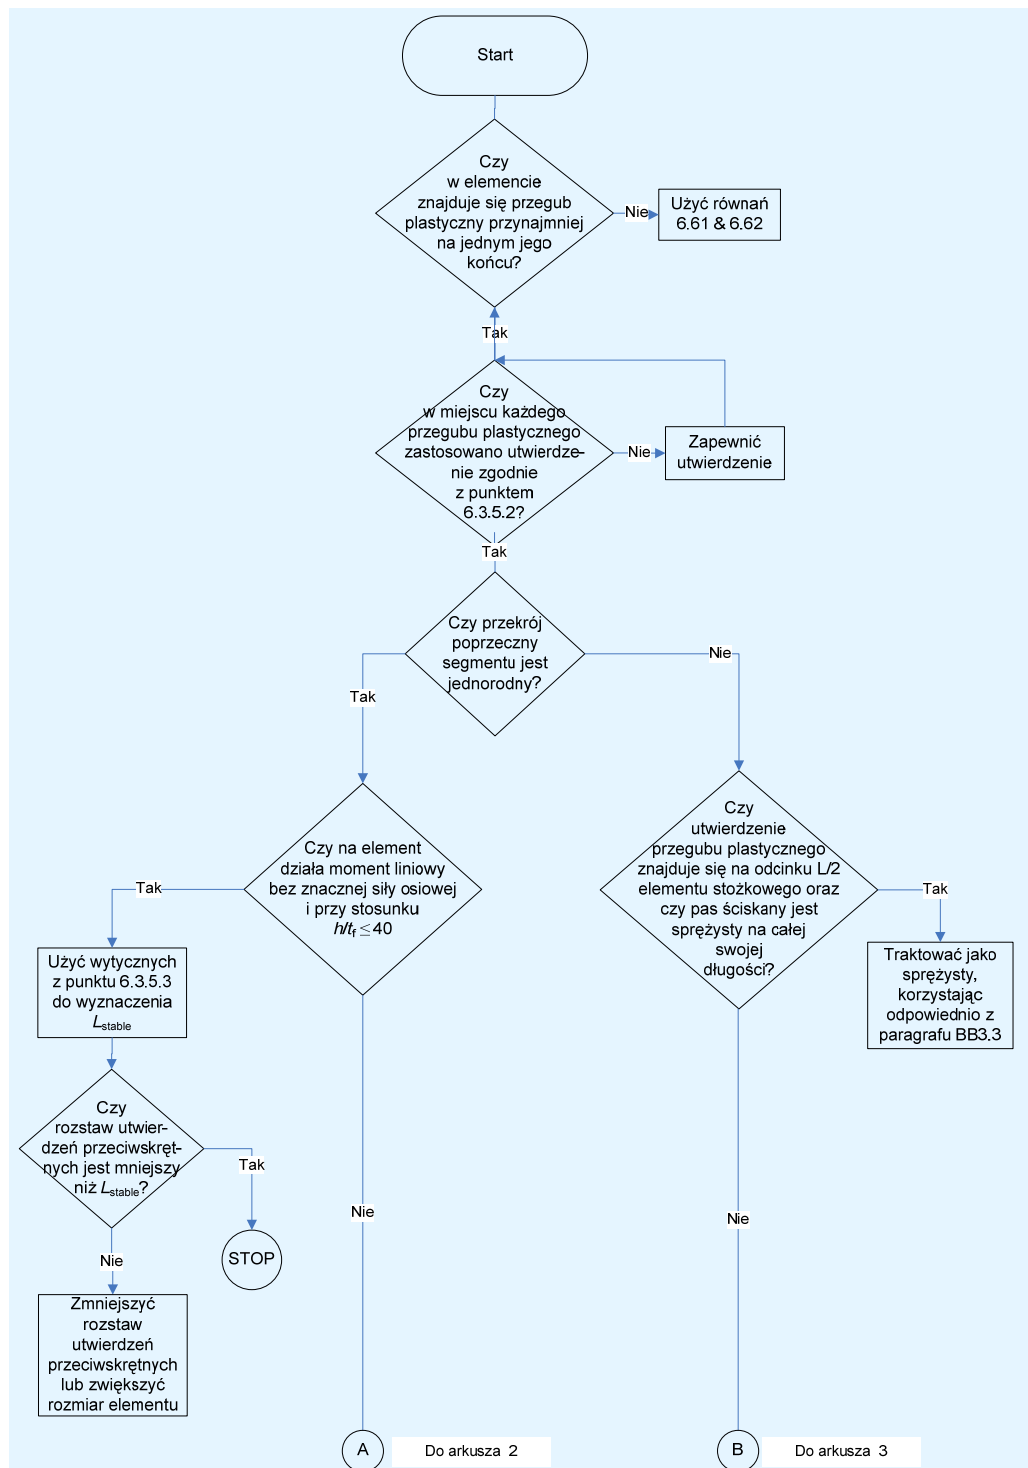 Start
Czy
w elemencie
znajduje się przegub
plastyczny przynajmniej
na jednym jego
końcu?
Nie
Użyć równań
6.61 & 6.62
Tak
Czy
w miejscu każdego
przegubu plastycznego
zastosowano utwierdze-
nie zgodnie
z punktem
6.3.5.2?
Nie
Zapewnić
utwierdzenie
Tak
Czy przekrój
poprzeczny
segmentu jest
jednorodny?
Tak
Nie
Czy na element
działa moment liniowy
bez znacznej siły osiowej
i przy stosunku
h/tf ≤ 40
Tak
Czy
utwierdzenie
przegubu plastycznego
znajduje się na odcinku L/2
elementu stożkowego oraz
czy pas ściskany jest
sprężysty na całej
swojej
długości?
Tak
Użyć wytycznych
z punktu 6.3.5.3
do wyznaczenia
Lstable
Traktować jako
sprężysty,
korzystając
odpowiednio z
paragrafu BB3.3
Czy
rozstaw utwier-
dzeń przeciwskręt-
nych jest mniejszy
niż Lstable?
Tak
STOP
Nie
Nie
Nie
Zmniejszyć
rozstaw
utwierdzeń
przeciwskrętnych
lub zwiększyć
rozmiar elementu
A
Do arkusza 2
B
Do arkusza 3